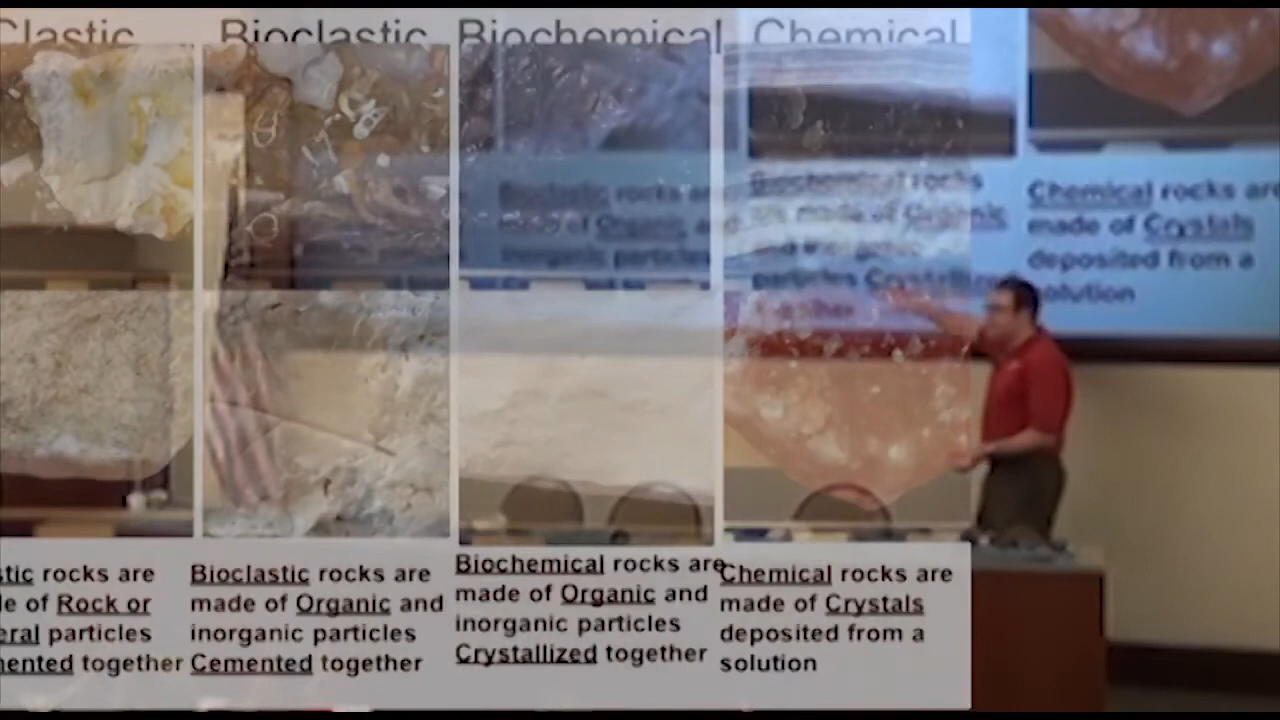 Clastic
Bioclastic
Biochemical
Chemical
Bioclastic rocks are
made of Organic and
inorganic particles
Biochemical rocks
are made of Organic
and inorganic
particles Crystallized
together
Chemical rocks are
made of Crystals
deposited from a
solution
stic rocks are
de of Rock or
eral particles
mented together
Bioclastic rocks are
made of Organic and
inorganic particles
Cemented together
Biochemical rocks are
made of Organic and
inorganic particles
Crystallized together
Chemical rocks are
made of Crystals
deposited from a
solution